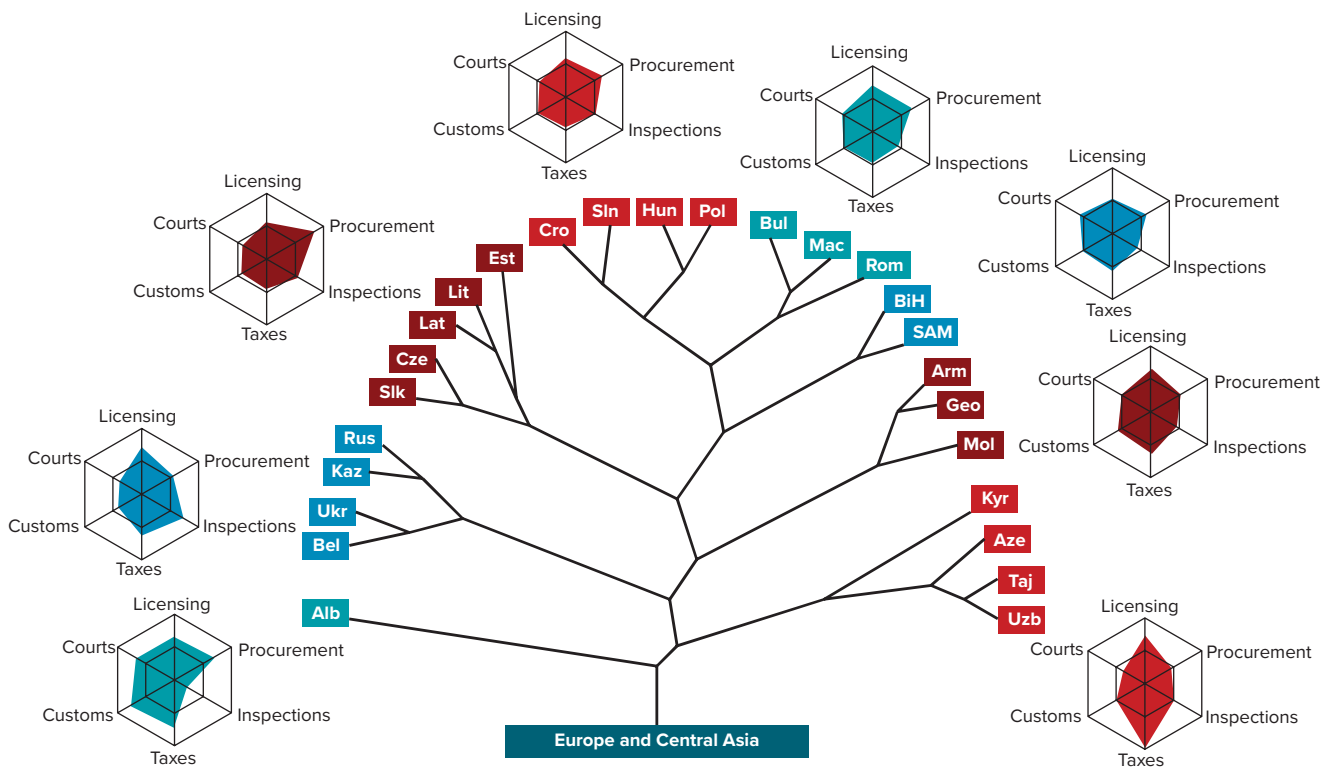 Licensing
Courts
Procurement
Customs
Inspections
Taxes
Licensing
Courts
Procurement
Customs
Inspections
Taxes
Licensing
Courts
Procurement
Customs
Inspections
Taxes
Licensing
Courts
Procurement
Customs
Inspections
Taxes
Cro
Sln
Hun
Pol
Bul
Mac
Rom
BiH
SAM
Est
Lit
Lat
Cze
Slk
Arm
Geo
Mol
Licensing
Courts
Procurement
Customs
Inspections
Taxes
Licensing
Courts
Procurement
Customs
Inspections
Taxes
Rus
Kaz
Ukr
Bel
Kyr
Aze
Taj
Uzb
Alb
Licensing
Courts
Procurement
Customs
Inspections
Taxes
Licensing
Courts
Procurement
Customs
Inspections
Taxes
Europe and Central Asia